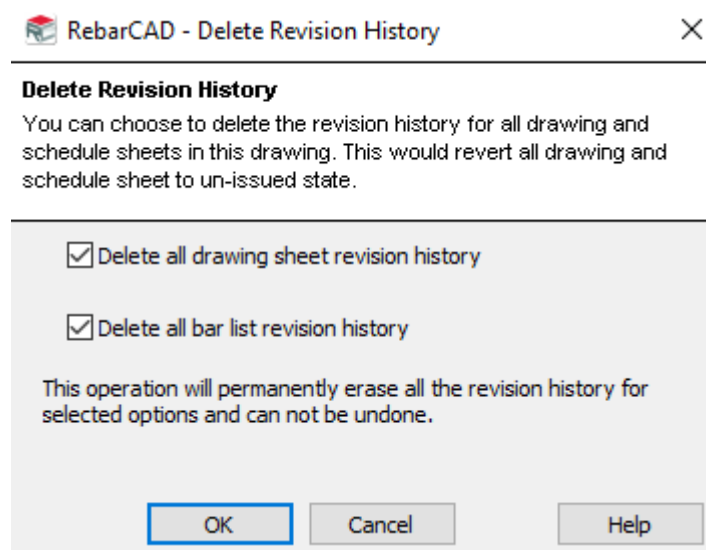 RebarCAD - Delete Revision History
Delete Revision History
You can choose to delete the revision history for all drawing and
schedule sheets in this drawing. This would revert all drawing and
schedule sheet to un-issued state.
Delete all drawing sheet revision history
Delete all bar list revision history
This operation will permanently erase all the revision history for
selected options and can not be undone.
OK Cancel Help